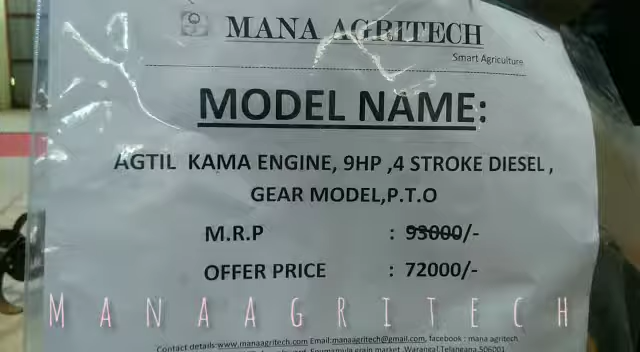 MANA AGRITECH
Smart Agriculture
MODEL NAME:
AGTIL KAMA ENGINE, 9HP ,4 STROKE DIESEL ,
GEAR MODEL,P.T.O
M.R.P : 93000/-
OFFER PRICE : 72000/-
MANAAGRITECH
Contact details:www.manaagritech.com Email:manaagritech@gmail.com, facebook : mana agritech
grain market ,Warangal,Telangana.506001